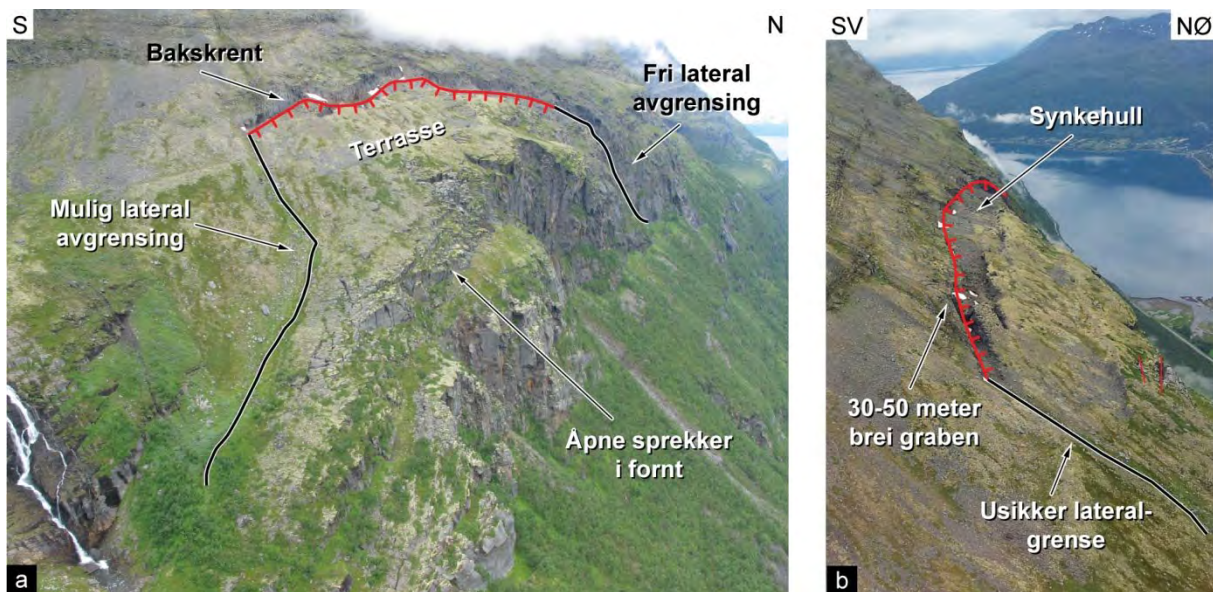 S
N
Bakskrent
Fri lateral
avgrensing
Terrasse
Mulig lateral
avgrensing
Åpne sprekker
i fornt
a
SV
NØ
Synkehull
30-50 meter
brei graben
Usikker lateral-
grense
b